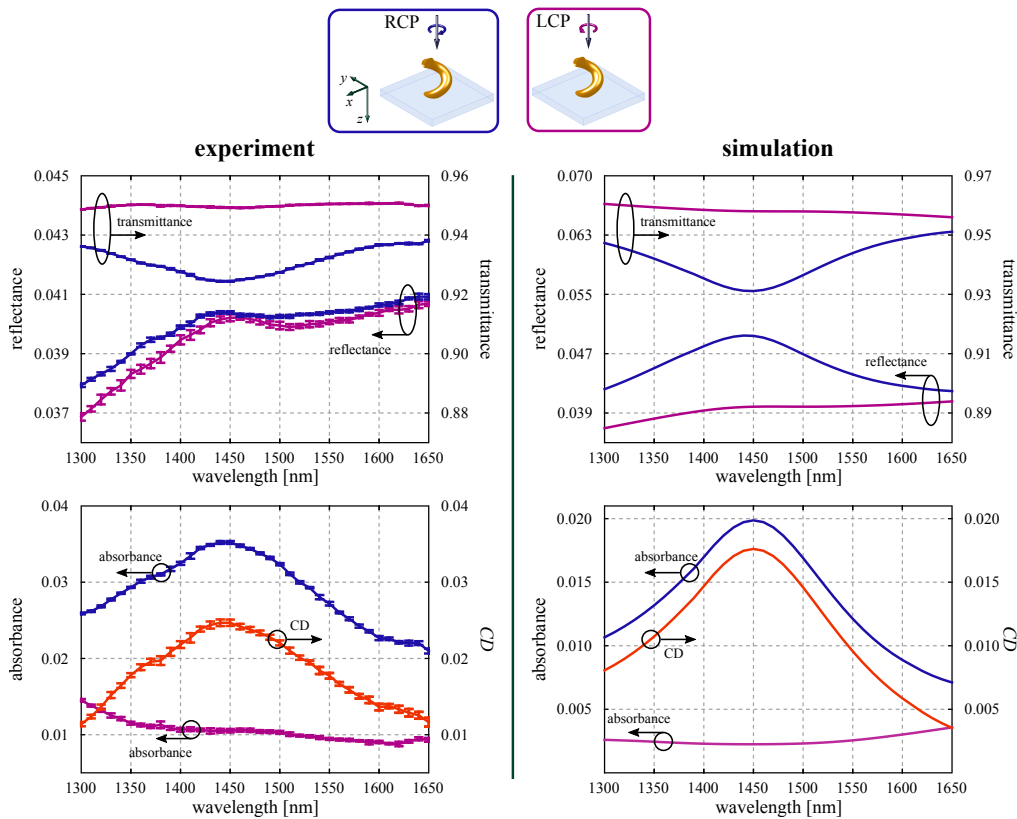 RCP
LCP
y
x
z
experiment
simulation
0.045
0.043
0.041
0.039
0.037
0.96
0.94
0.92
0.90
0.88
reflectance
transmittance
transmittance
reflectance
1300 1350 1400 1450 1500 1550 1600 1650
wavelength [nm]
0.070
0.063
0.055
0.047
0.039
0.97
0.95
0.93
0.91
0.89
reflectance
transmittance
transmittance
reflectance
1300 1350 1400 1450 1500 1550 1600 1650
wavelength [nm]
0.04
0.03
0.02
0.01
0.04
0.03
0.02
0.01
absorbance
CD
absorbance
CD
absorbance
1300 1350 1400 1450 1500 1550 1600 1650
wavelength [nm]
0.020
0.015
0.010
0.005
0.020
0.015
0.010
0.005
absorbance
CD
absorbance
CD
absorbance
1300 1350 1400 1450 1500 1550 1600 1650
wavelength [nm]